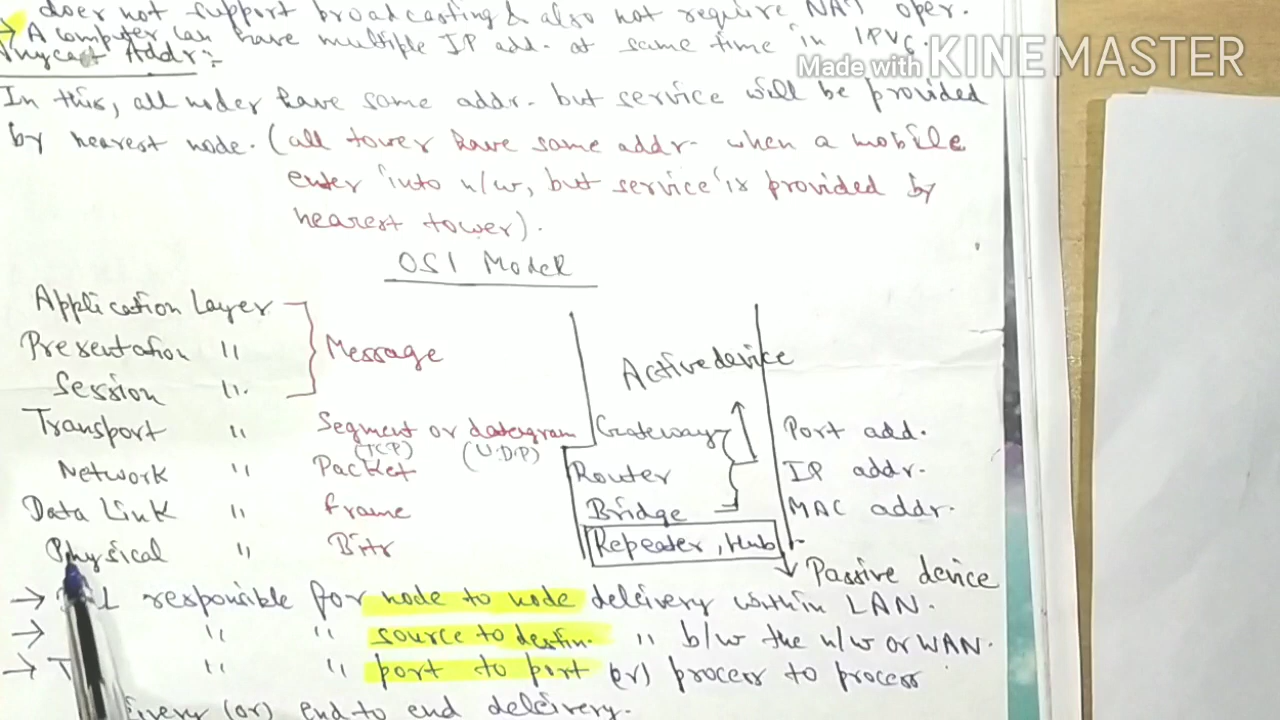 does not support broadcasting & also not require NAT oper.
→ A computer can have multiple IP add. at same time in IPV6.
Made with KINEMASTER
nycast Addr :-
In this, all nodes have same addr. but service will be provided
by nearest node. (all tower have same addr. when a mobile
enter into n/w, but service is provided by
nearest tower).
OSI Model
Application Layer
Presentation " Message Active device
Session "
Transport " Segment or datagram Gateway Port add.
(TCP) (UDP)
Network " Packet Router IP addr.
Data Link " frame Bridge MAC addr.
Physical " Bits Repeater, Hub
Passive device
→ L responsible for node to node delivery within LAN.
→ " " source to destin. " b/w the n/w or WAN.
→ T " " port to port (or) process to process
ivery (or) end to end delivery.